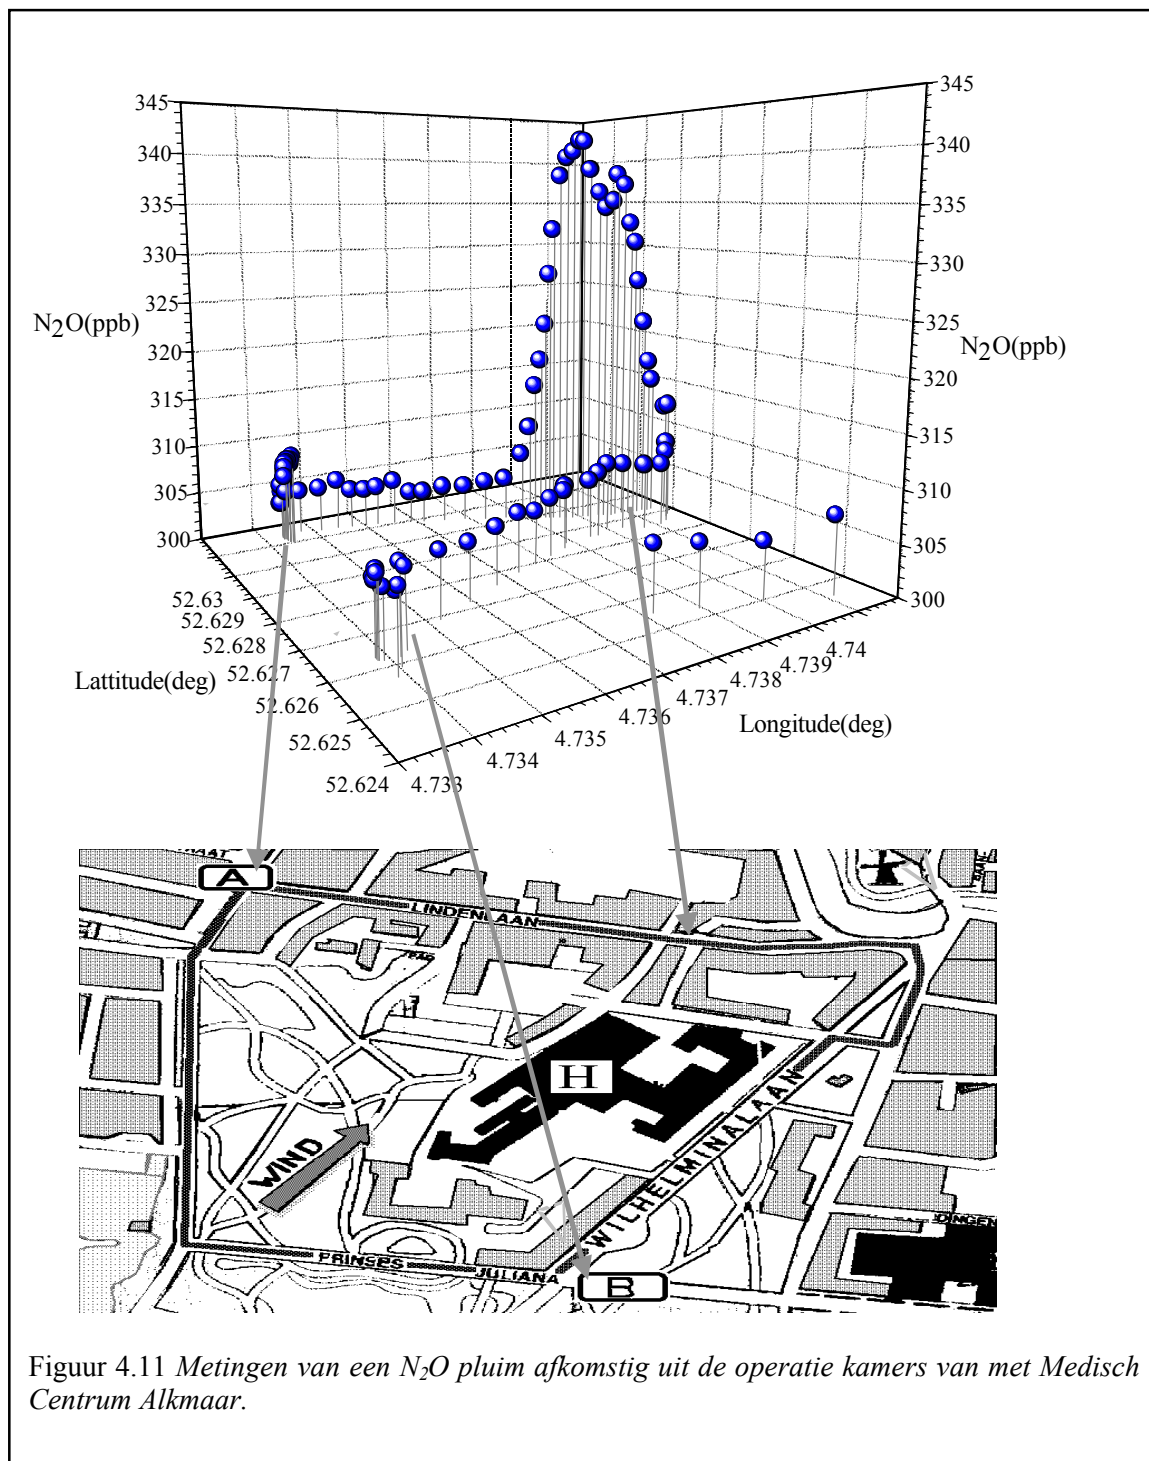 345
340
335
330
325
320
315
310
305
300
N2O(ppb)
345
340
335
330
325
320
315
310
305
300
N2O(ppb)
52.63
52.629
52.628
52.627
52.626
52.625
52.624
Lattitude(deg)
4.733
4.734
4.735
4.736
4.737
4.738
4.739
4.74
Longitude(deg)
A
LINDENLAAN
H
WIND
WILHELMINALAAN
PRINSES
JULIANA
B
Figuur 4.11 Metingen van een N2O pluim afkomstig uit de operatie kamers van met Medisch
Centrum Alkmaar.